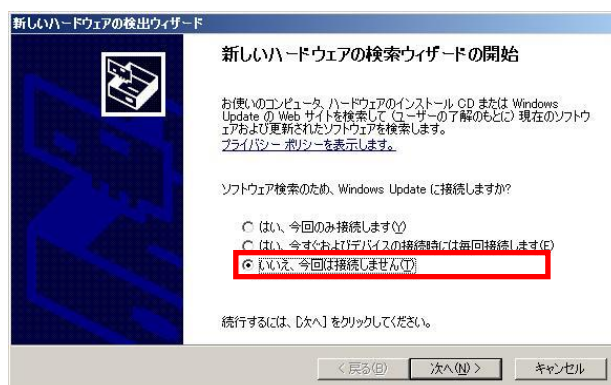 新しいハードウェアの検出ウィザード
新しいハードウェアの検索ウィザードの開始
お使いのコンピュータ、ハードウェアのインストール CD または Windows
Update の Web サイトを検索して (ユーザーの了解のもとに) 現在のソフトウ
ェアおよび更新されたソフトウェアを検索します。
プライバシー ポリシーを表示します。
ソフトウェア検索のため、Windows Update に接続しますか?
はい、今回のみ接続します(Y)
はい、今すぐおよびデバイスの接続時には毎回接続します(E)
いいえ、今回は接続しません(T)
続行するには、[次へ] をクリックしてください。
< 戻る(B)
次へ(N) >
キャンセル